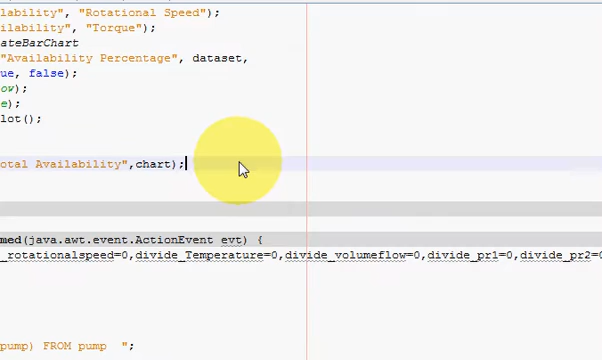 lability", "Rotational Speed");
ilability", "Torque");
ateBarChart
"Availability Percentage", dataset,
ue, false);
ow);
e);
lot();
otal Availability",chart);
med(java.awt.event.ActionEvent evt) {
_rotationalspeed=0,divide_Temperature=0,divide_volumeflow=0,divide_pr1=0,divide_pr2=0
pump) FROM pump  ";